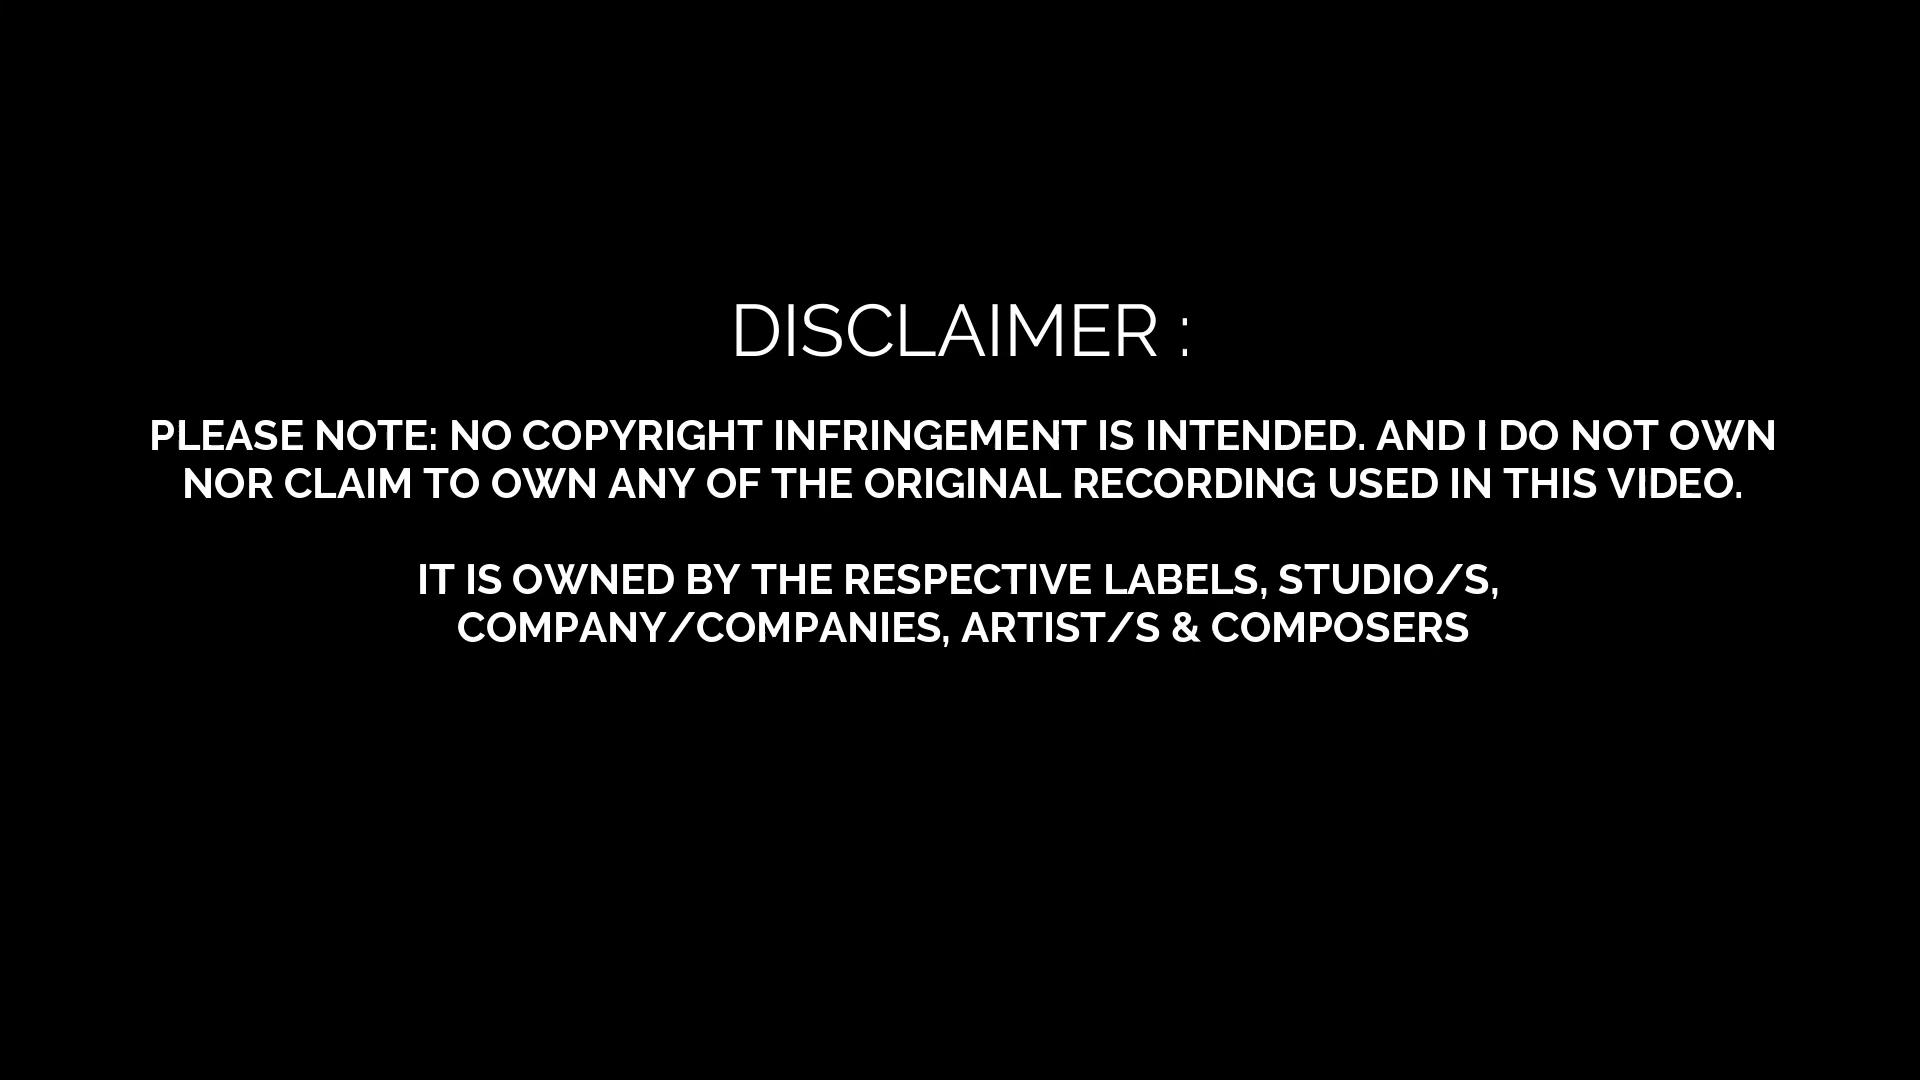 DISCLAIMER :
PLEASE NOTE: NO COPYRIGHT INFRINGEMENT IS INTENDED. AND I DO NOT OWN
NOR CLAIM TO OWN ANY OF THE ORIGINAL RECORDING USED IN THIS VIDEO.
IT IS OWNED BY THE RESPECTIVE LABELS, STUDIO/S,
COMPANY/COMPANIES, ARTIST/S & COMPOSERS